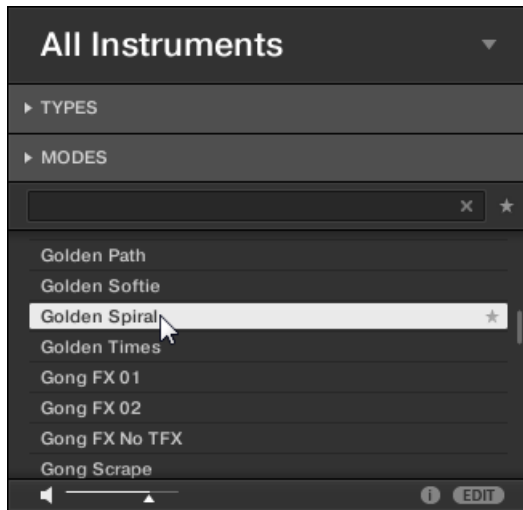 All Instruments
TYPES
MODES
Golden Path
Golden Softie
Golden Spiral
Golden Times
Gong FX 01
Gong FX 02
Gong FX No TFX
Gong Scrape
i EDIT